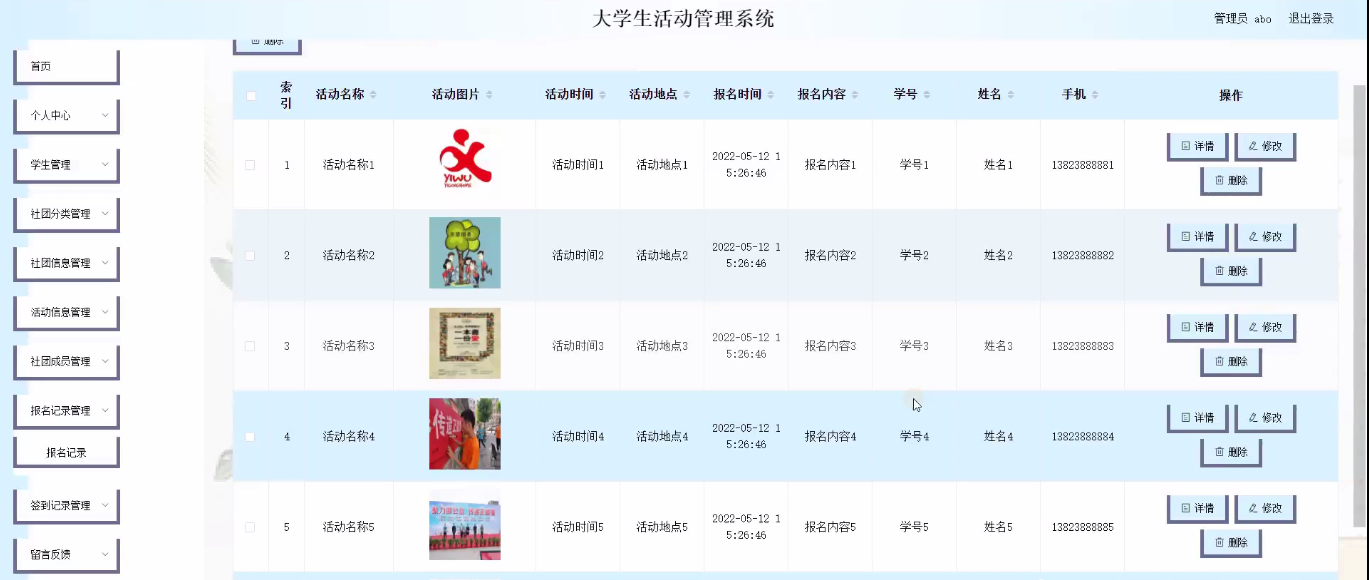 大学生活动管理系统
管理员 abo 退出登录
首页
个人中心
学生管理
社团分类管理
社团信息管理
活动信息管理
社团成员管理
报名记录管理
报名记录
签到记录管理
留言反馈
删除
索引 活动名称 活动图片 活动时间 活动地点 报名时间 报名内容 学号 姓名 手机 操作
1 活动名称1 活动时间1 活动地点1 2022-05-12 15:26:46 报名内容1 学号1 姓名1 13823888881 详情 修改 删除
YIWU
2 活动名称2 活动时间2 活动地点2 2022-05-12 15:26:46 报名内容2 学号2 姓名2 13823888882 详情 修改 删除
3 活动名称3 活动时间3 活动地点3 2022-05-12 15:26:46 报名内容3 学号3 姓名3 13823888883 详情 修改 删除
一本书
一份爱
4 活动名称4 活动时间4 活动地点4 2022-05-12 15:26:46 报名内容4 学号4 姓名4 13823888884 详情 修改 删除
传递正
5 活动名称5 活动时间5 活动地点5 2022-05-12 15:26:46 报名内容5 学号5 姓名5 13823888885 详情 修改 删除